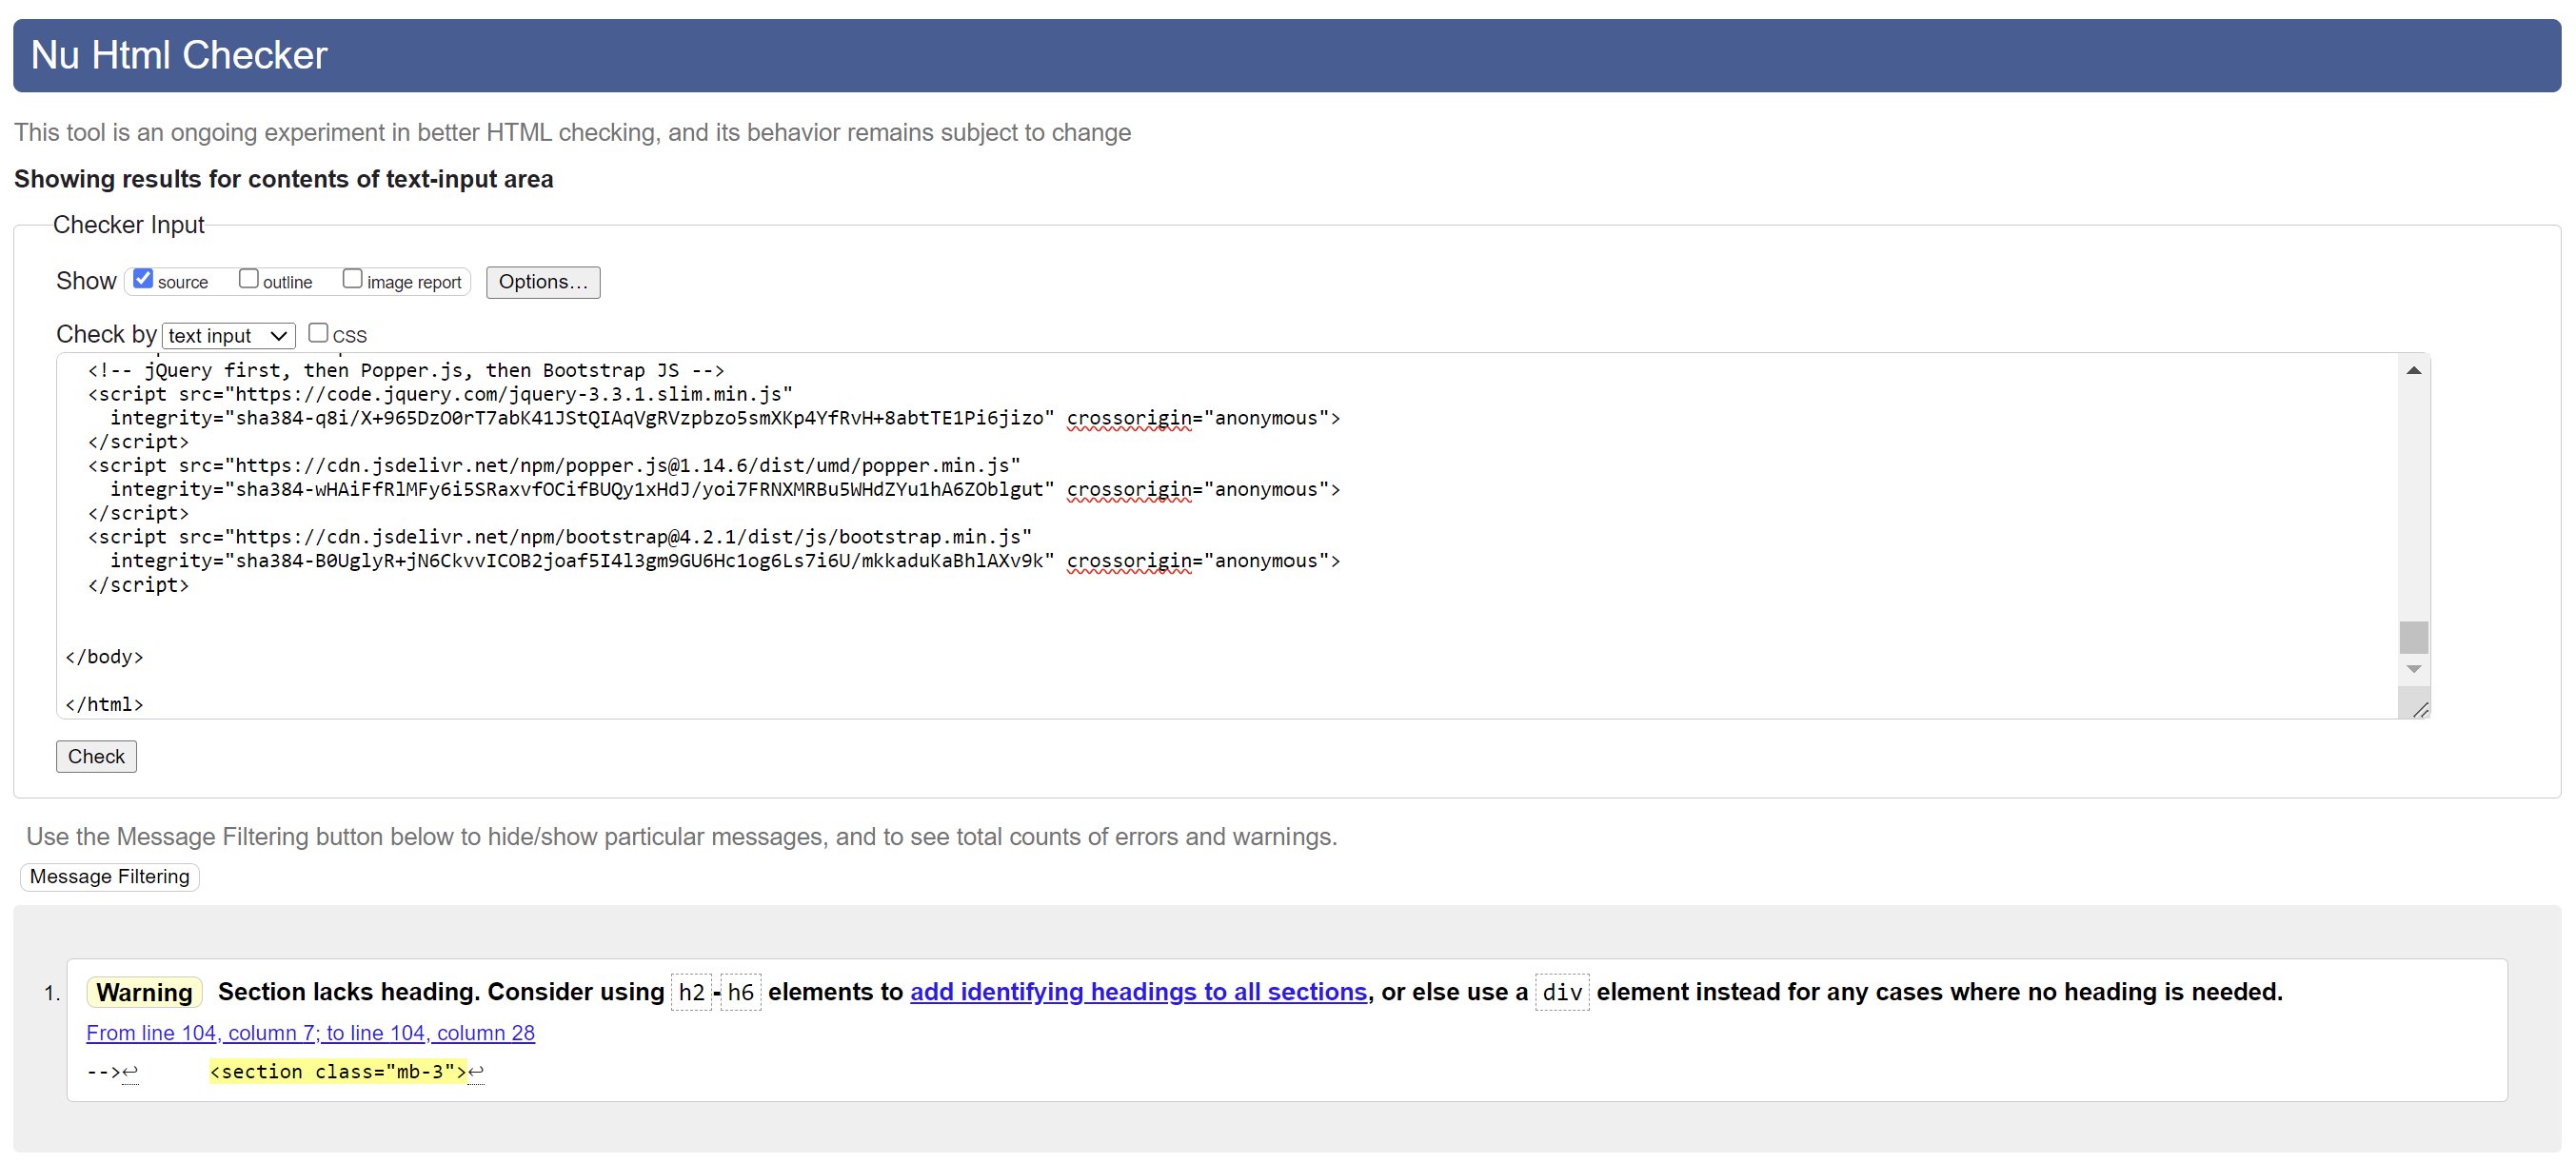 Nu Html Checker
This tool is an ongoing experiment in better HTML checking, and its behavior remains subject to change
Showing results for contents of text-input area
Checker Input
Show source outline image report Options...
Check by text input CSS
<!-- jQuery first, then Popper.js, then Bootstrap JS -->
<script src="https://code.jquery.com/jquery-3.3.1.slim.min.js"
integrity="sha384-q8i/X+965DzO0rT7abK41JStQIAqVgRVzpbzo5smXKp4YfRvH+8abtTE1Pi6jizo" crossorigin="anonymous">
</script>
<script src="https://cdn.jsdelivr.net/npm/popper.js@1.14.6/dist/umd/popper.min.js"
integrity="sha384-wHAiFfRlMFy6i5SRaxvfOCifBUQy1xHdJ/yoi7FRNXMRBu5WHdZYu1hA6ZOblgut" crossorigin="anonymous">
</script>
<script src="https://cdn.jsdelivr.net/npm/bootstrap@4.2.1/dist/js/bootstrap.min.js"
integrity="sha384-B0UglyR+jN6CkvvICOB2joaf5I4l3gm9GU6Hc1og6Ls7i6U/mkkaduKaBhlAXv9k" crossorigin="anonymous">
</script>
</body>
</html>
Check
Use the Message Filtering button below to hide/show particular messages, and to see total counts of errors and warnings.
Message Filtering
1. Warning Section lacks heading. Consider using h2-h6 elements to add identifying headings to all sections, or else use a div element instead for any cases where no heading is needed.
From line 104, column 7; to line 104, column 28
-->↩ <section class="mb-3">↩